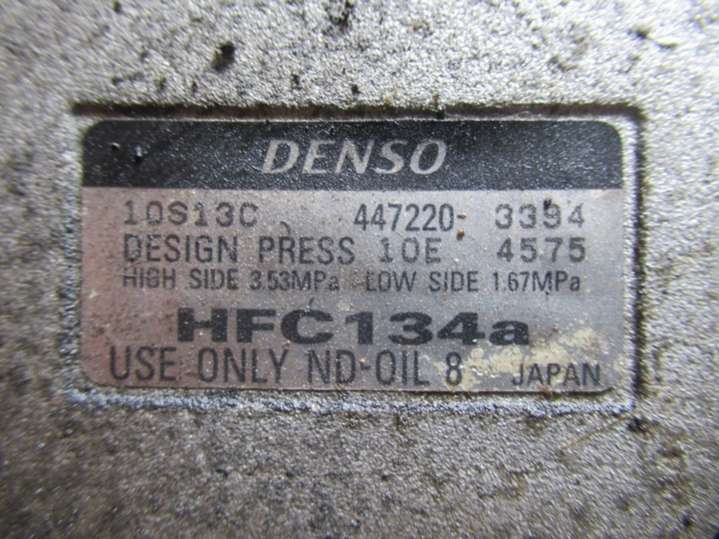 DENSO
10S13C 447220- 3394
DESIGN PRESS 10E 4575
HIGH SIDE 3.53MPa LOW SIDE 1.67MPa
HFC134a
USE ONLY ND-OIL 8 JAPAN